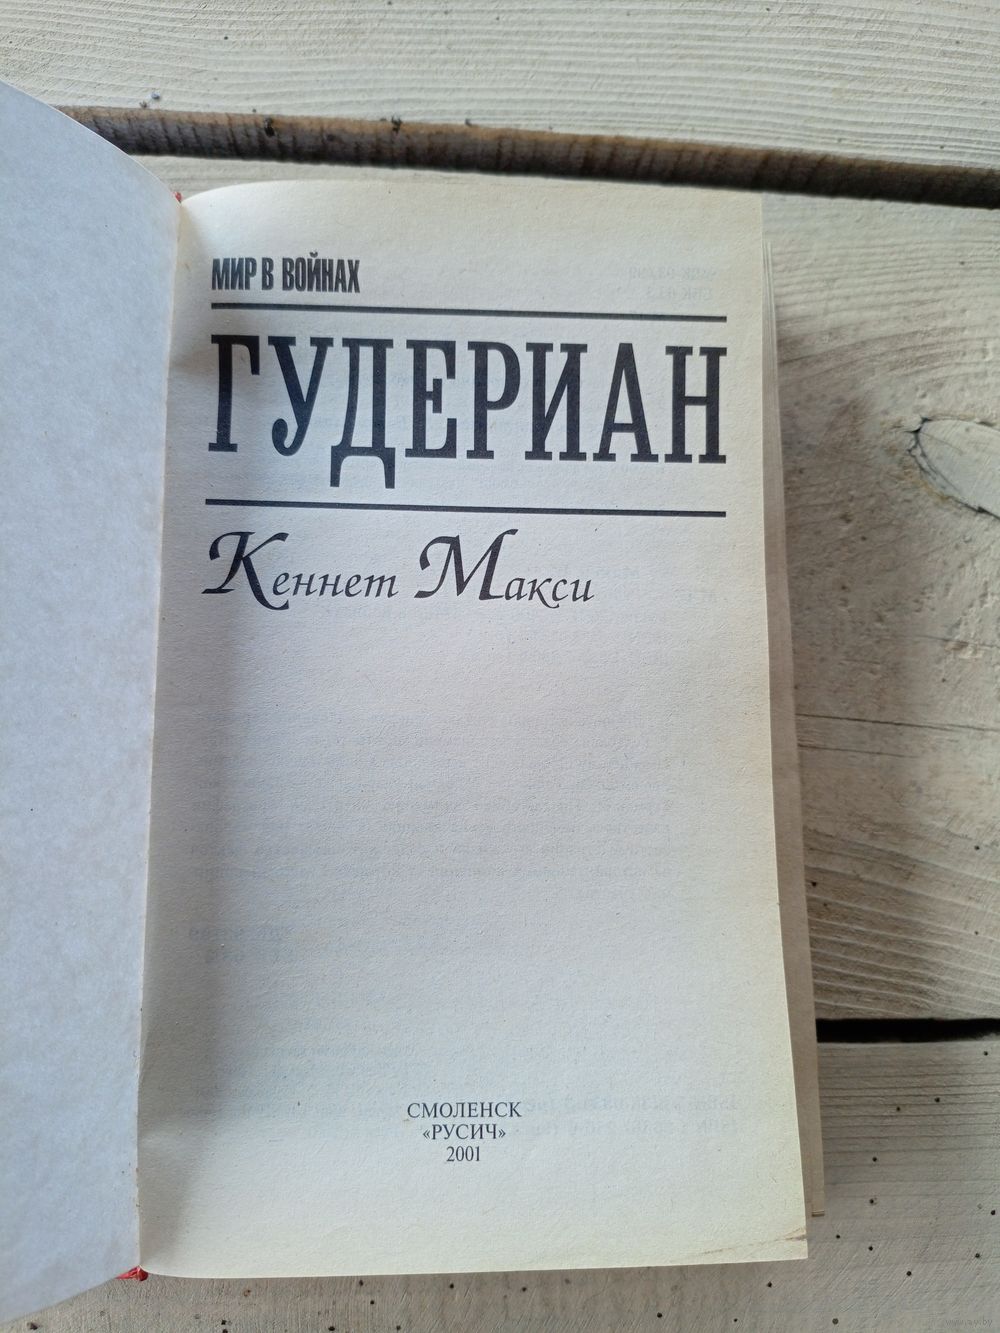 МИР В ВОЙНАХ
ГУДЕРИАН
Кеннет Макси
СМОЛЕНСК
«РУСИЧ»
2001